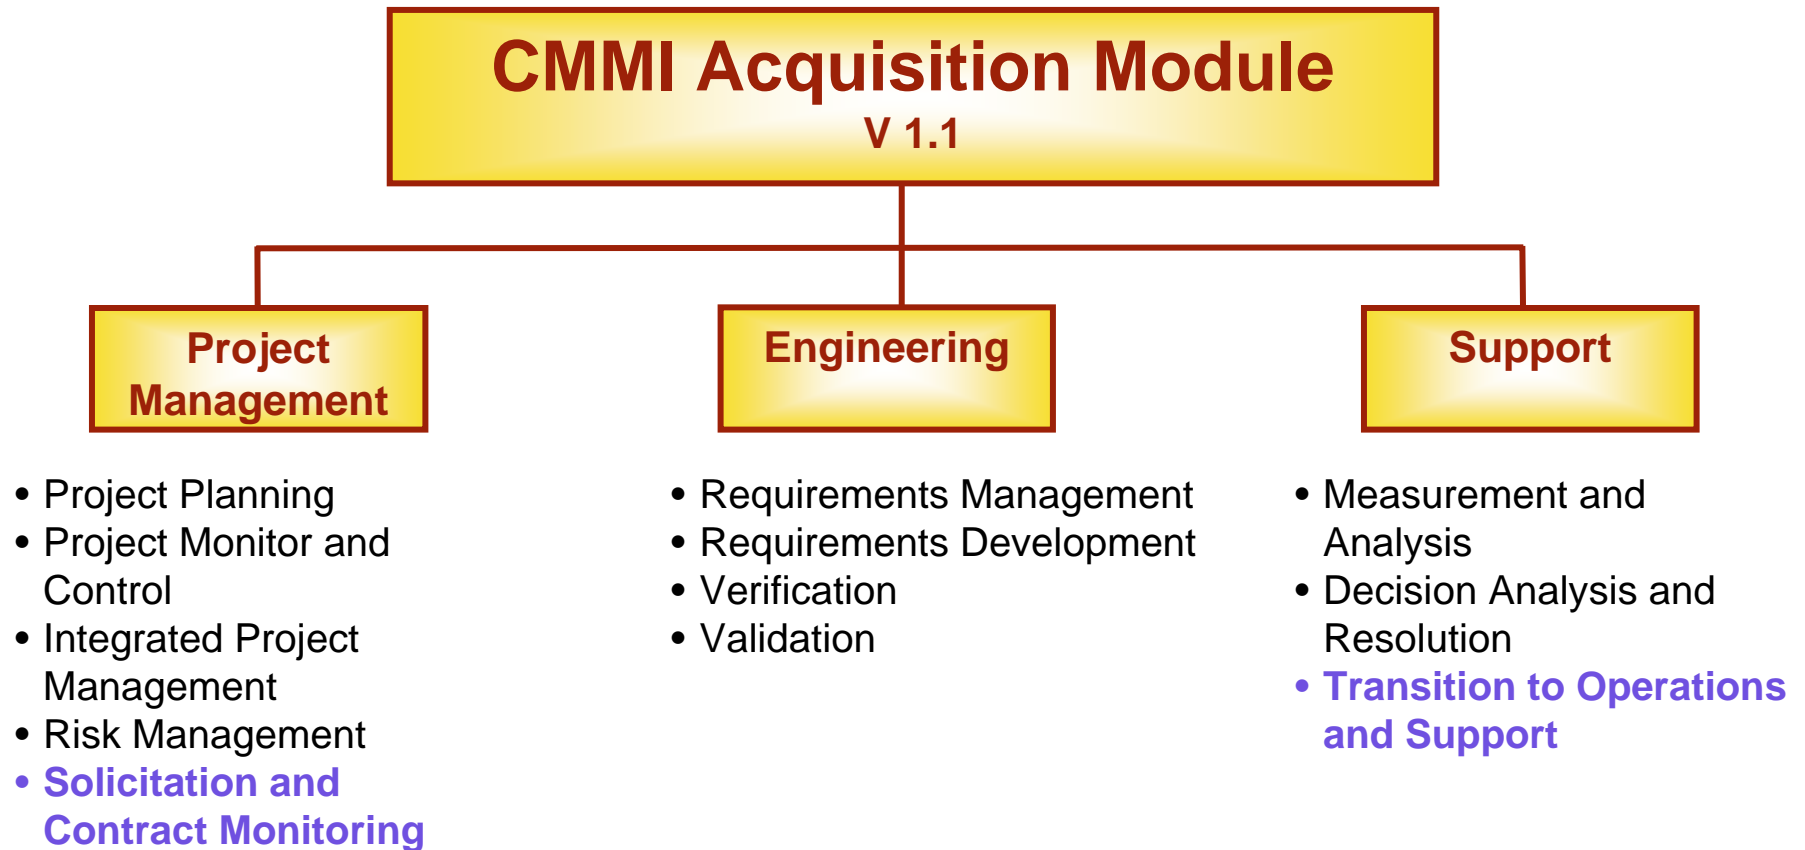 CMMI Acquisition Module
V 1.1
Project
Management
Engineering
Support
• Project Planning
• Project Monitor and
Control
• Integrated Project
Management
• Risk Management
• Solicitation and
Contract Monitoring
• Requirements Management
• Requirements Development
• Verification
• Validation
• Measurement and
Analysis
• Decision Analysis and
Resolution
• Transition to Operations
and Support